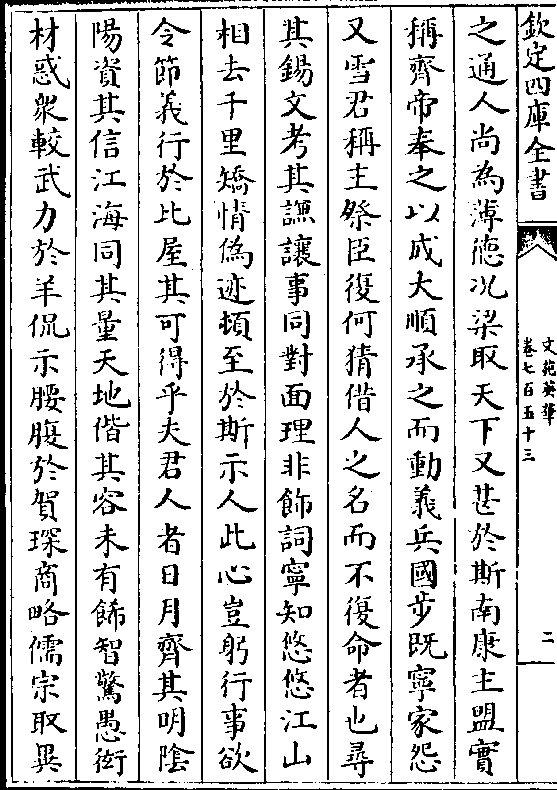 欽定四庫全書
文苑英華
卷七百五十三
二
之通人尚為薄德况梁取天下又甚於斯南康主盟實
稱齊帝奉之以成大順承之而動義兵國步既寧家怨
又雪君稱主祭臣復何猜借人之名而不復命者也尋
其錫文考其謙讓事同對面理非飾詞寧知悠悠江山
相去千里矯情偽迹頓至於斯示人此心豈躬行事欲
令節義行於比屋其可得乎夫君人者日月齊其明陰
陽資其信江海同其量天地偕其容未有飾智驚愚衒
材惑衆較武力於羊侃示腰腹於賀琛商略儒宗取異